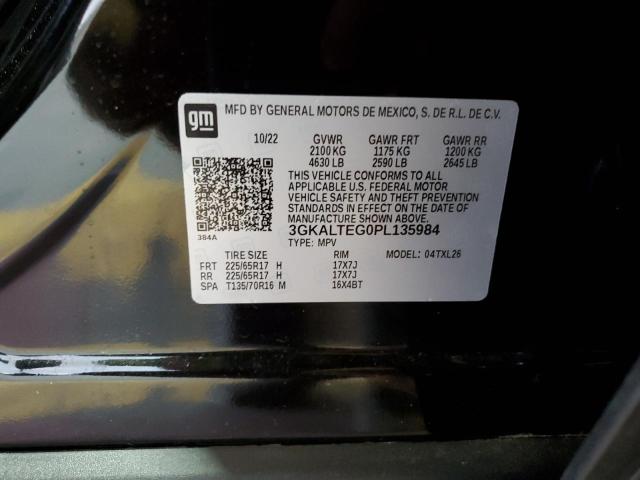 gm
MFD BY GENERAL MOTORS DE MEXICO, S. DE R.L. DE C.V.
10/22 GVWR GAWR FRT GAWR RR
2100 KG 1175 KG 1200 KG
4630 LB 2590 LB 2645 LB
THIS VEHICLE CONFORMS TO ALL
APPLICABLE U.S. FEDERAL MOTOR
VEHICLE SAFETY AND THEFT PREVENTION
STANDARDS IN EFFECT ON THE DATE OF
MANUFACTURE SHOWN ABOVE.
3GKALTEG0PL135984
384A
TYPE: MPV MODEL: 04TXL26
TIRE SIZE RIM
FRT 225/65R17 H 17X7J
RR 225/65R17 H 17X7J
SPA T135/70R16 M 16X4BT